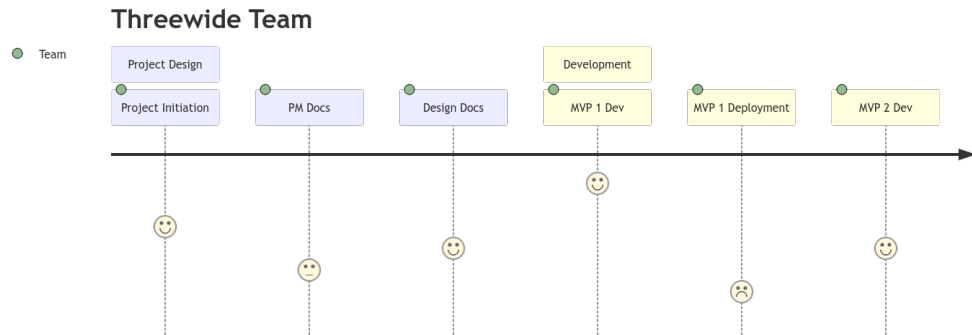 Threewide Team
Team
Project Design
Development
Project Initiation
PM Docs
Design Docs
MVP 1 Dev
MVP 1 Deployment
MVP 2 Dev